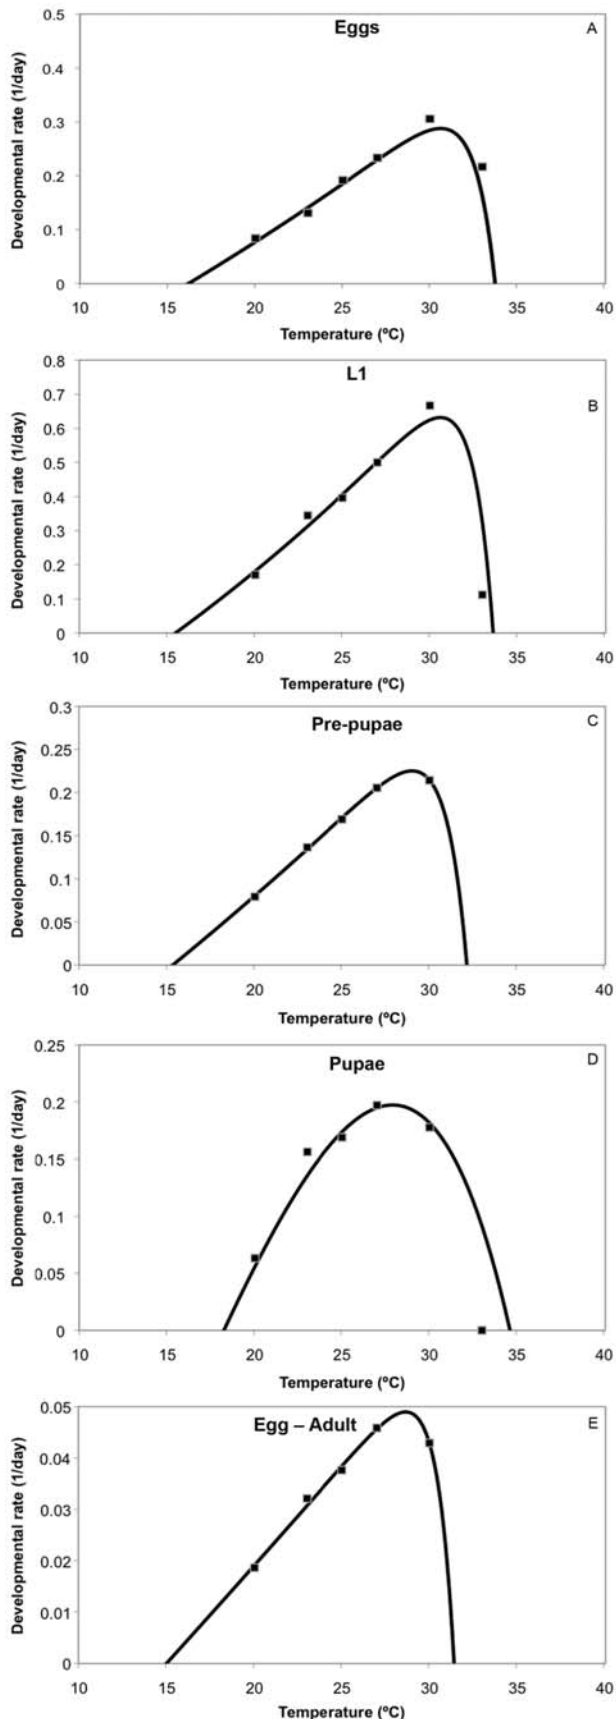 Eggs
A
Developmental rate (1/day)
0.5
0.4
0.3
0.2
0.1
0
10 15 20 25 30 35 40
Temperature (ºC)
L1
B
Developmental rate (1/day)
0.8
0.7
0.6
0.5
0.4
0.3
0.2
0.1
0
10 15 20 25 30 35 40
Temperature (ºC)
Pre-pupae
C
Developmental rate (1/day)
0.3
0.25
0.2
0.15
0.1
0.05
0
10 15 20 25 30 35 40
Temperature (ºC)
Pupae
D
Developmental rate (1/day)
0.25
0.2
0.15
0.1
0.05
0
10 15 20 25 30 35 40
Temperature (ºC)
Egg – Adult
E
Developmental rate (1/day)
0.05
0.04
0.03
0.02
0.01
0
10 15 20 25 30 35 40
Temperature (ºC)